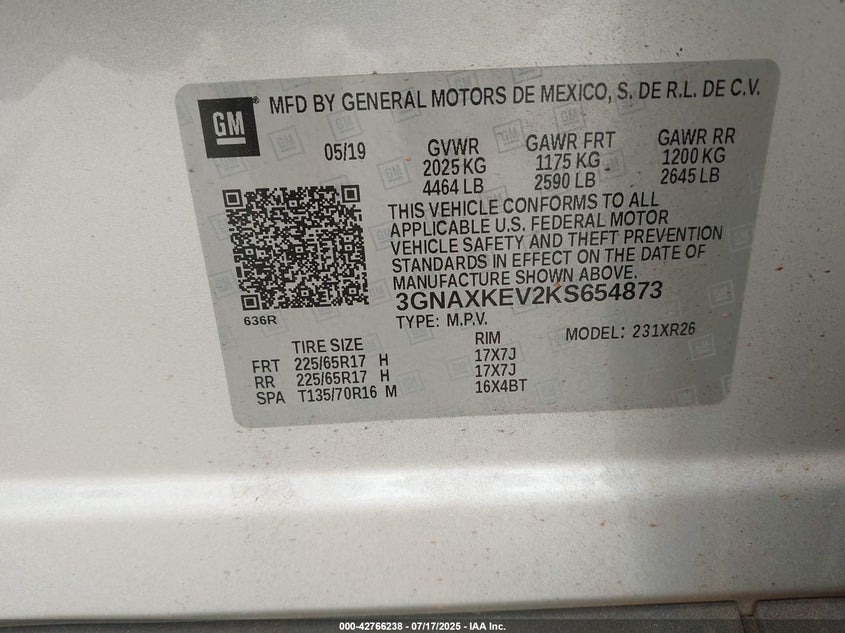 GM
® MFD BY GENERAL MOTORS DE MEXICO, S. DE R.L. DE C.V.
05/19 GVWR GAWR FRT GAWR RR
2025 KG 1175 KG 1200 KG
4464 LB 2590 LB 2645 LB
THIS VEHICLE CONFORMS TO ALL
APPLICABLE U.S. FEDERAL MOTOR
VEHICLE SAFETY AND THEFT PREVENTION
STANDARDS IN EFFECT ON THE DATE OF
MANUFACTURE SHOWN ABOVE.
3GNAXKEV2KS654873
636R
TYPE: M.P.V. MODEL: 231XR26
TIRE SIZE RIM
FRT 225/65R17 H 17X7J
RR 225/65R17 H 17X7J
SPA T135/70R16 M 16X4BT
000-42766238 - 07/17/2025 - IAA Inc.